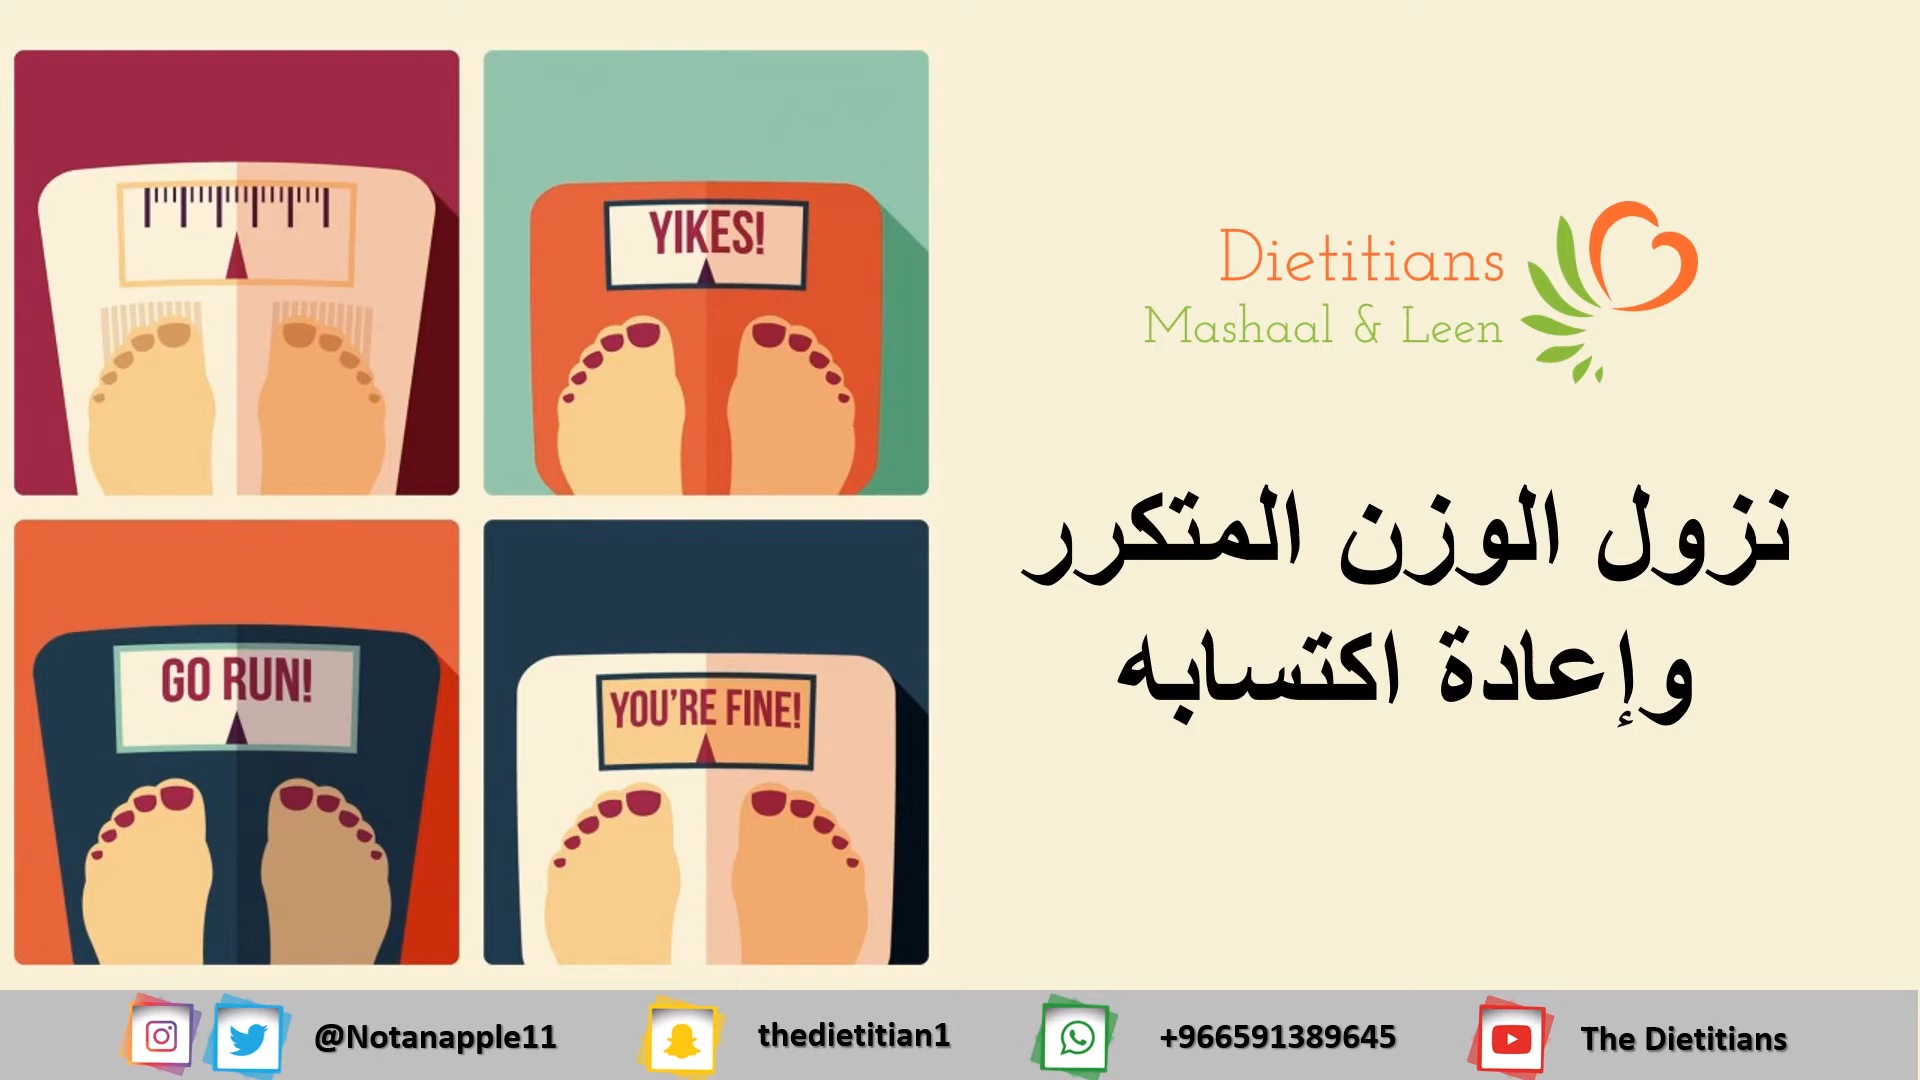 YIKES!
GO RUN!
YOU'RE FINE!
Dietitians
Mashaal & Leen
نزول الوزن المتكرر
وإعادة اكتسابه
@Notanapple11
thedietitian1
+966591389645
The Dietitians